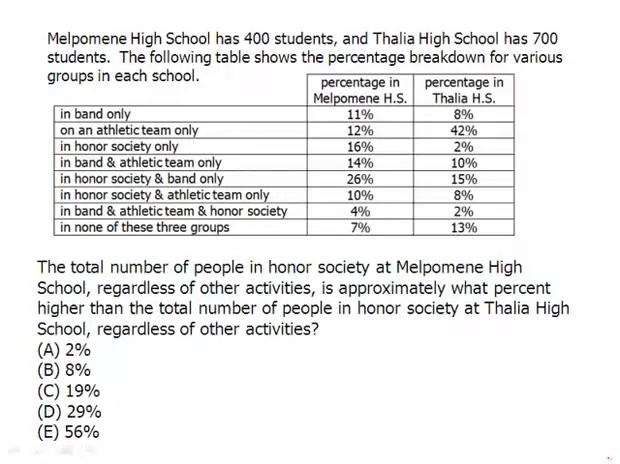 Melpomene High School has 400 students, and Thalia High School has 700
students.  The following table shows the percentage breakdown for various
groups in each school.
percentage in Melpomene H.S. percentage in Thalia H.S.
in band only 11% 8%
on an athletic team only 12% 42%
in honor society only 16% 2%
in band & athletic team only 14% 10%
in honor society & band only 26% 15%
in honor society & athletic team only 10% 8%
in band & athletic team & honor society 4% 2%
in none of these three groups 7% 13%
The total number of people in honor society at Melpomene High
School, regardless of other activities, is approximately what percent
higher than the total number of people in honor society at Thalia High
School, regardless of other activities?
(A) 2%
(B) 8%
(C) 19%
(D) 29%
(E) 56%